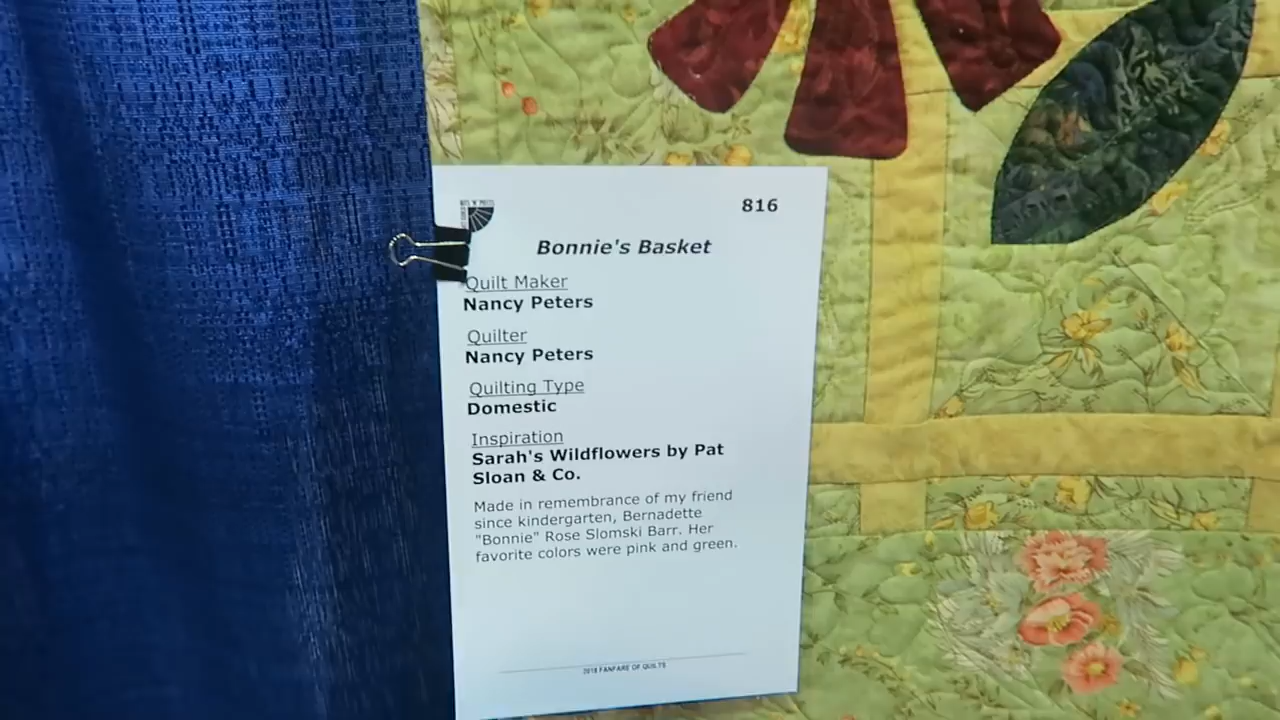 816
Bonnie's Basket
Quilt Maker
Nancy Peters
Quilter
Nancy Peters
Quilting Type
Domestic
Inspiration
Sarah's Wildflowers by Pat
Sloan & Co.
Made in remembrance of my friend
since kindergarten, Bernadette
"Bonnie" Rose Slomski Barr. Her
favorite colors were pink and green.
2018 FANFARE OF QUILTS